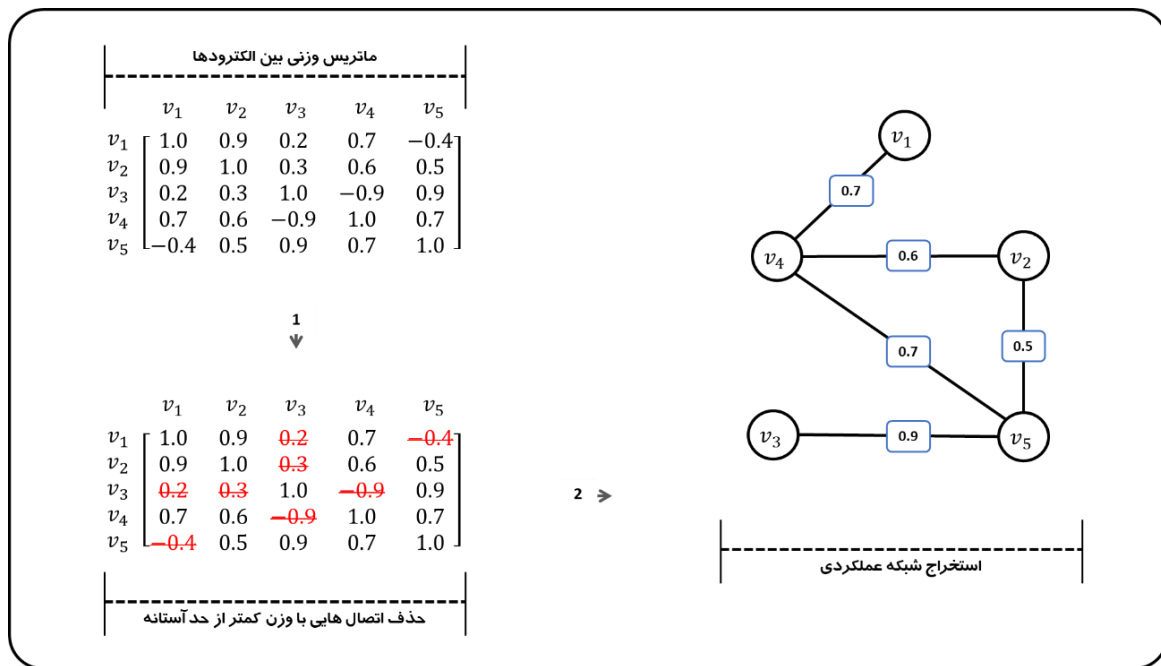 ماتریس وزنی بین الکترودها
v₁ v₂ v₃ v₄ v₅
v₁ 1.0 0.9 0.2 0.7 −0.4
v₂ 0.9 1.0 0.3 0.6 0.5
v₃ 0.2 0.3 1.0 −0.9 0.9
v₄ 0.7 0.6 −0.9 1.0 0.7
v₅ −0.4 0.5 0.9 0.7 1.0
1
v₁ v₂ v₃ v₄ v₅
v₁ 1.0 0.9 0.2 0.7 −0.4
v₂ 0.9 1.0 0.3 0.6 0.5
v₃ 0.2 0.3 1.0 −0.9 0.9
v₄ 0.7 0.6 −0.9 1.0 0.7
v₅ −0.4 0.5 0.9 0.7 1.0
حذف اتصال هایی با وزن کمتر از حد آستانه
2
v₁
0.7
v₄ 0.6 v₂
0.7 0.5
v₃ 0.9 v₅
استخراج شبکه عملکردی